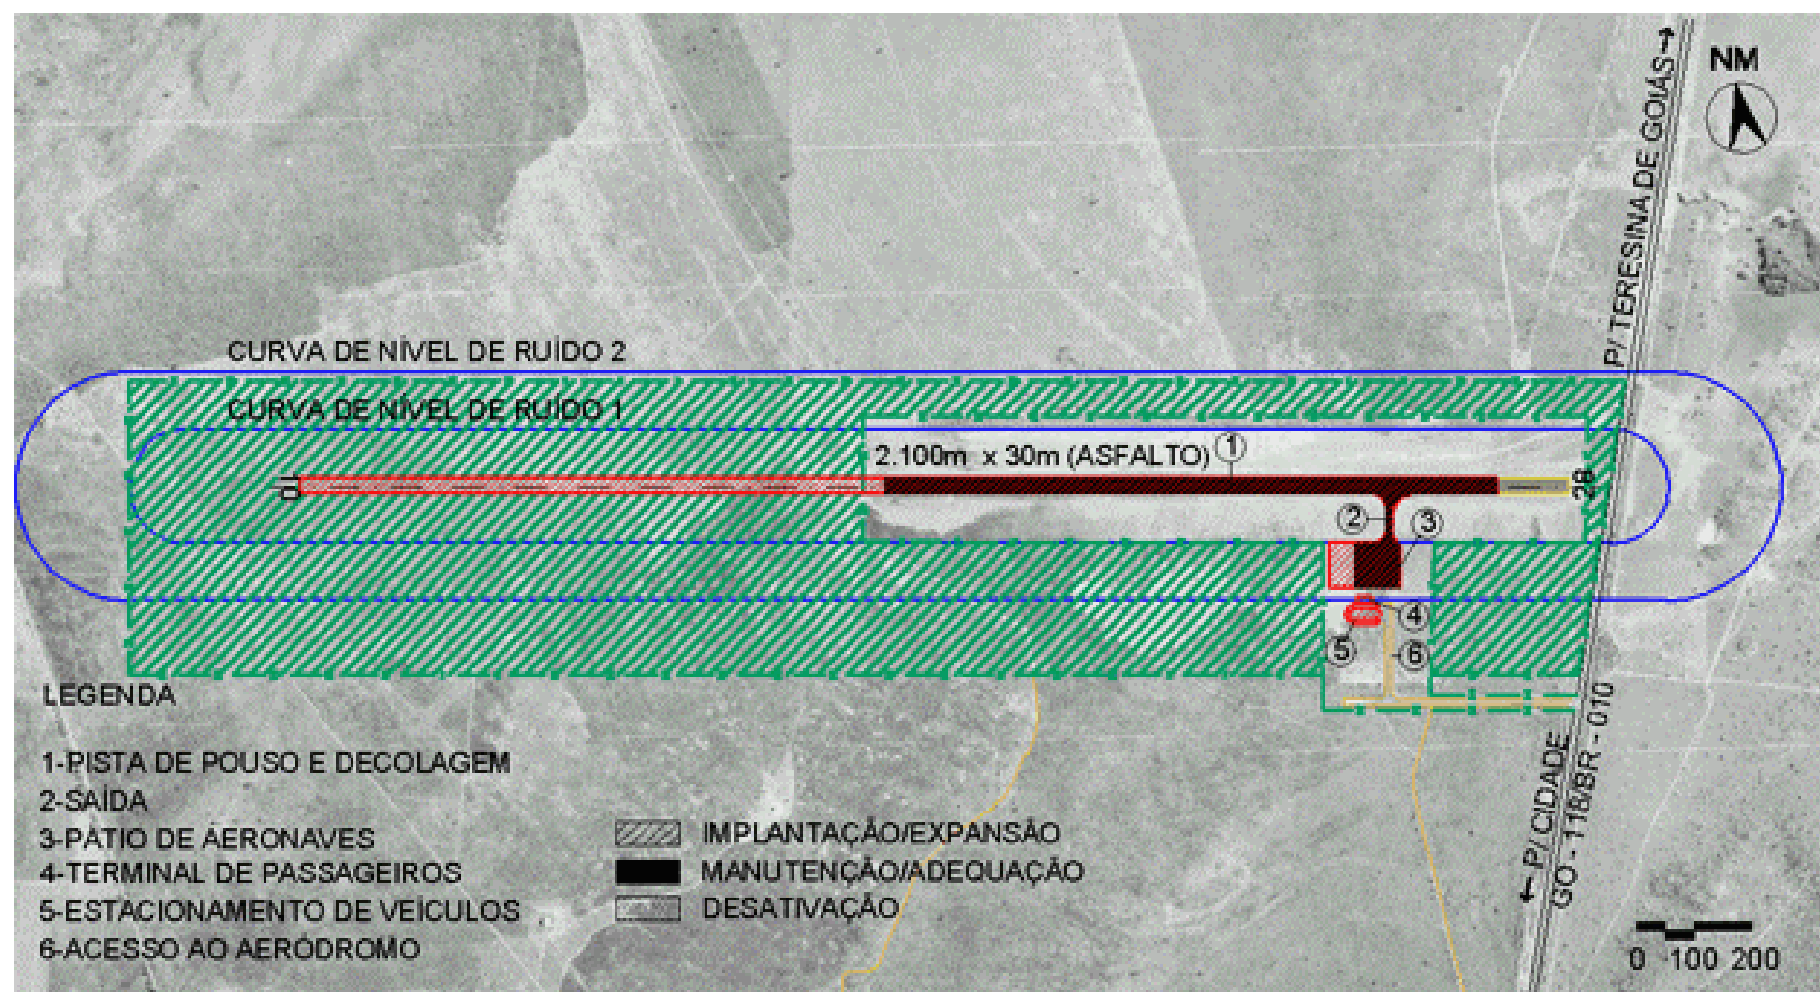 NM
P/ TERESINA DE GOIÁS→
CURVA DE NÍVEL DE RUÍDO 2
CURVA DE NÍVEL DE RUÍDO 1
2.100m x 30m (ASFALTO)
1
28
2
3
4
5
6
LEGENDA
1-PISTA DE POUSO E DECOLAGEM
2-SAÍDA
3-PÁTIO DE AERONAVES
4-TERMINAL DE PASSAGEIROS
5-ESTACIONAMENTO DE VEÍCULOS
6-ACESSO AO AERÓDROMO
IMPLANTAÇÃO/EXPANSÃO
MANUTENÇÃO/ADEQUAÇÃO
DESATIVAÇÃO
← P/ CIDADE
GO - 118/BR - 010
0 100 200